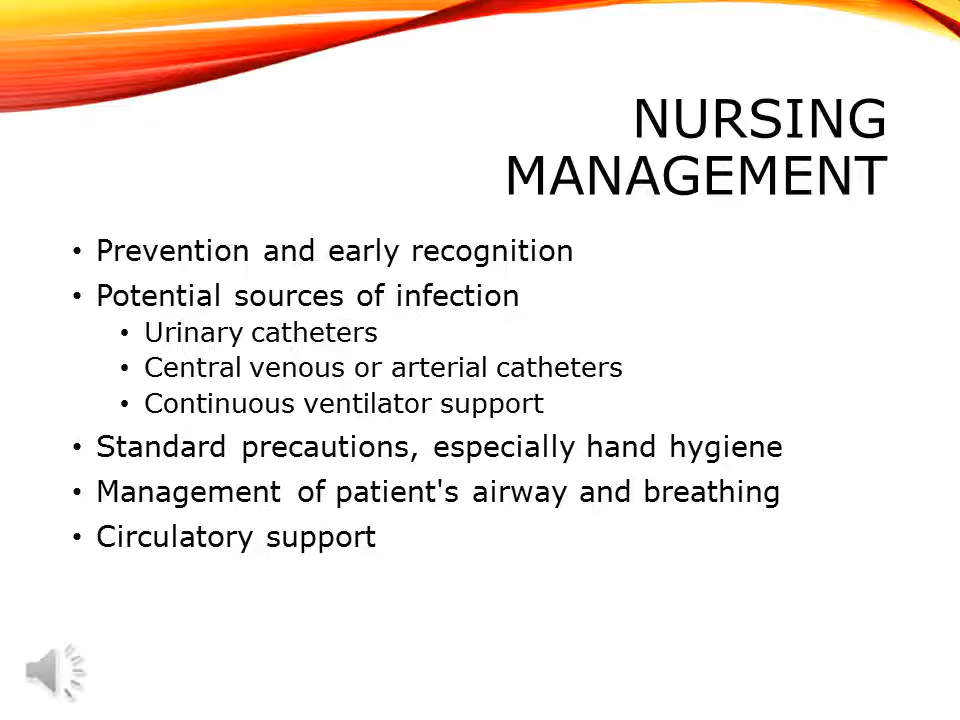 NURSING
MANAGEMENT
• Prevention and early recognition
• Potential sources of infection
• Urinary catheters
• Central venous or arterial catheters
• Continuous ventilator support
• Standard precautions, especially hand hygiene
• Management of patient's airway and breathing
• Circulatory support